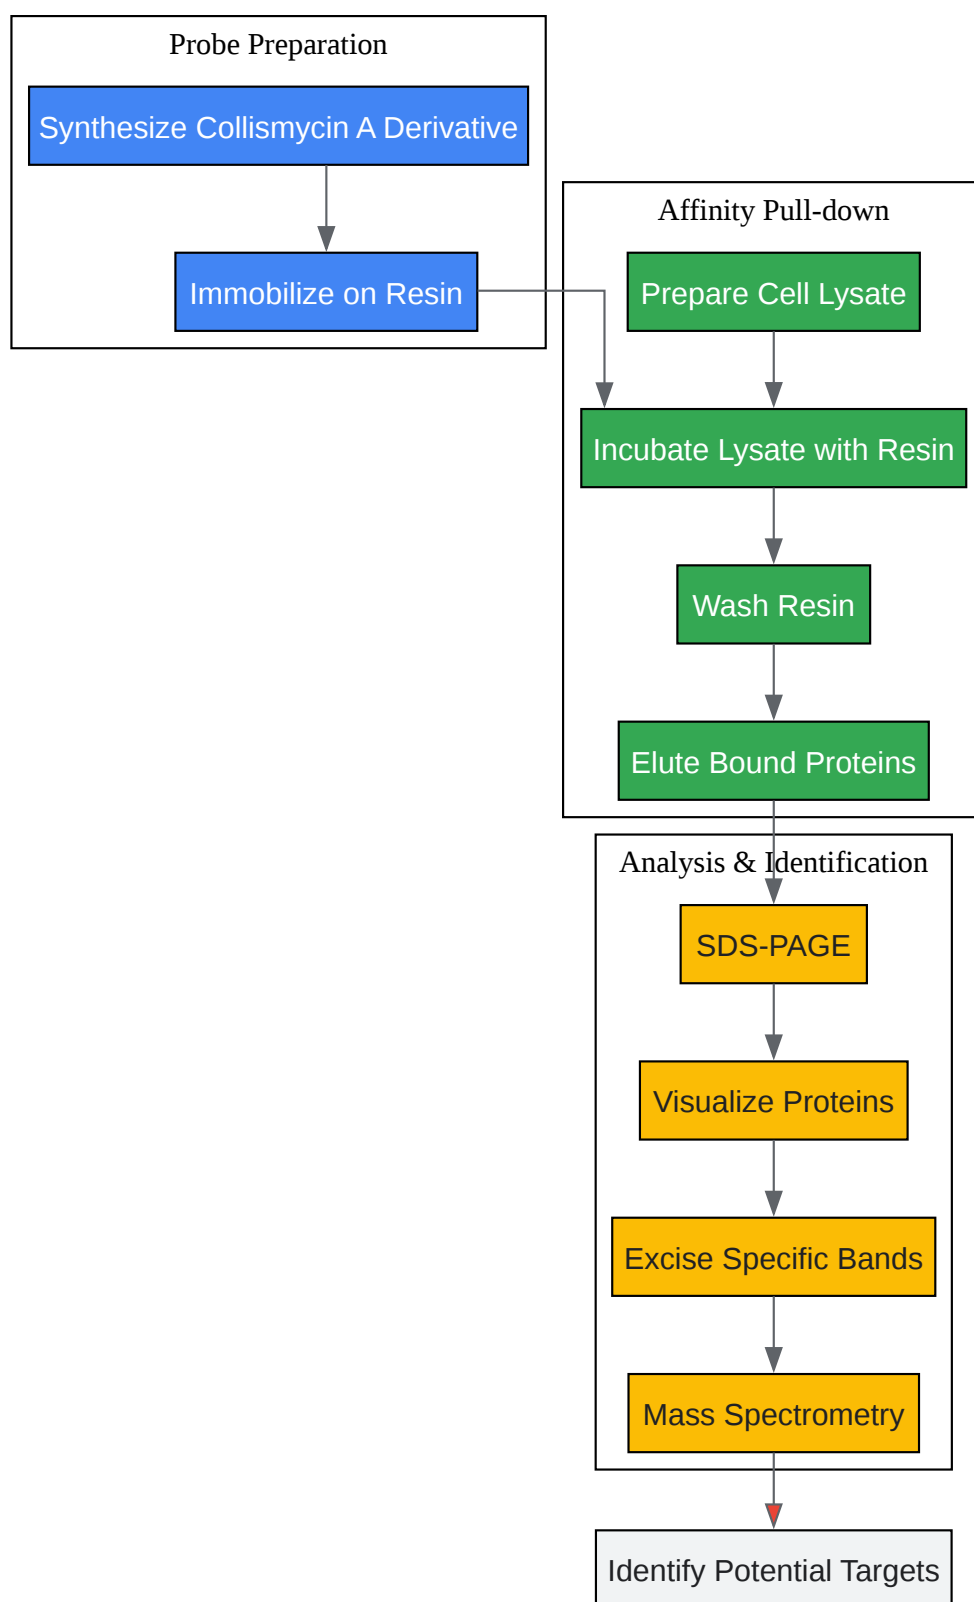 Probe Preparation
Synthesize Collismycin A Derivative
Immobilize on Resin
Affinity Pull-down
Prepare Cell Lysate
Incubate Lysate with Resin
Wash Resin
Elute Bound Proteins
Analysis & Identification
SDS-PAGE
Visualize Proteins
Excise Specific Bands
Mass Spectrometry
Identify Potential Targets